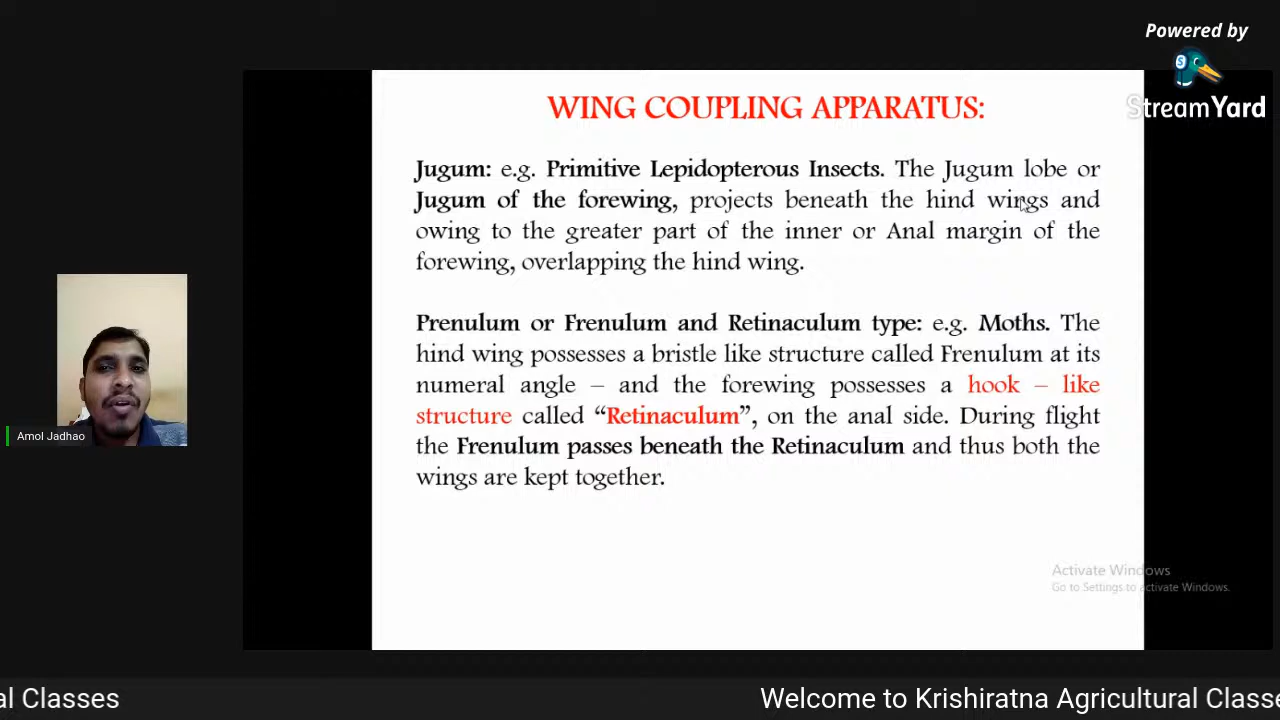 Powered by
StreamYard
WING COUPLING APPARATUS:
Jugum: e.g. Primitive Lepidopterous Insects. The Jugum lobe or
Jugum of the forewing, projects beneath the hind wings and
owing to the greater part of the inner or Anal margin of the
forewing, overlapping the hind wing.
Prenulum or Frenulum and Retinaculum type: e.g. Moths. The
hind wing possesses a bristle like structure called Frenulum at its
numeral angle – and the forewing possesses a hook – like
structure called “Retinaculum”, on the anal side. During flight
the Frenulum passes beneath the Retinaculum and thus both the
wings are kept together.
Amol Jadhao
Activate Windows
Go to Settings to activate Windows.
al Classes
Welcome to Krishiratna Agricultural Classe